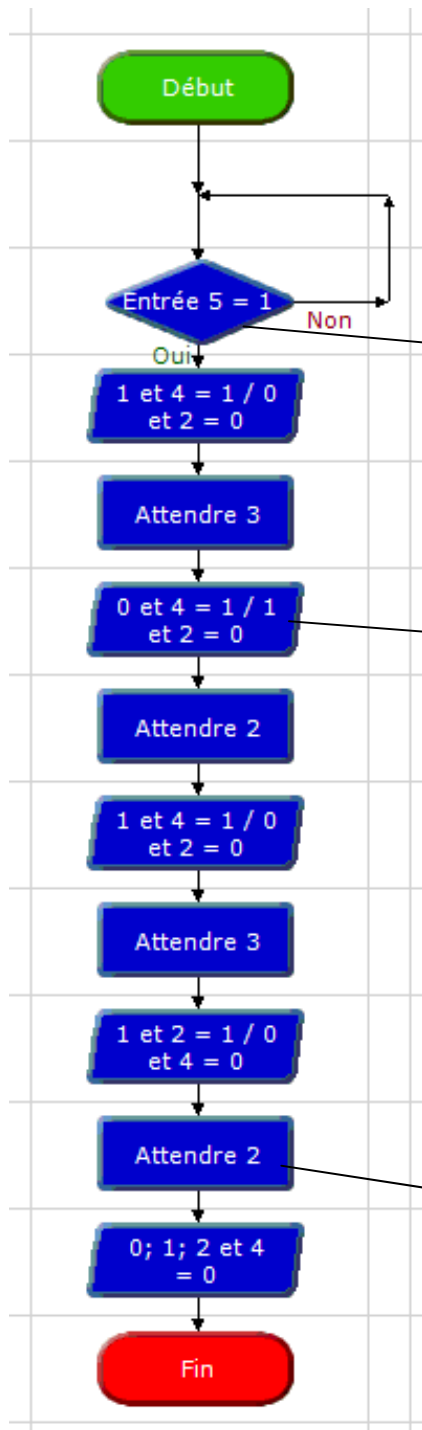 Début
Entrée 5 = 1
Non
Oui
1 et 4 = 1 / 0
et 2 = 0
Attendre 3
0 et 4 = 1 / 1
et 2 = 0
Attendre 2
1 et 4 = 1 / 0
et 2 = 0
Attendre 3
1 et 2 = 1 / 0
et 4 = 0
Attendre 2
0; 1; 2 et 4
= 0
Fin